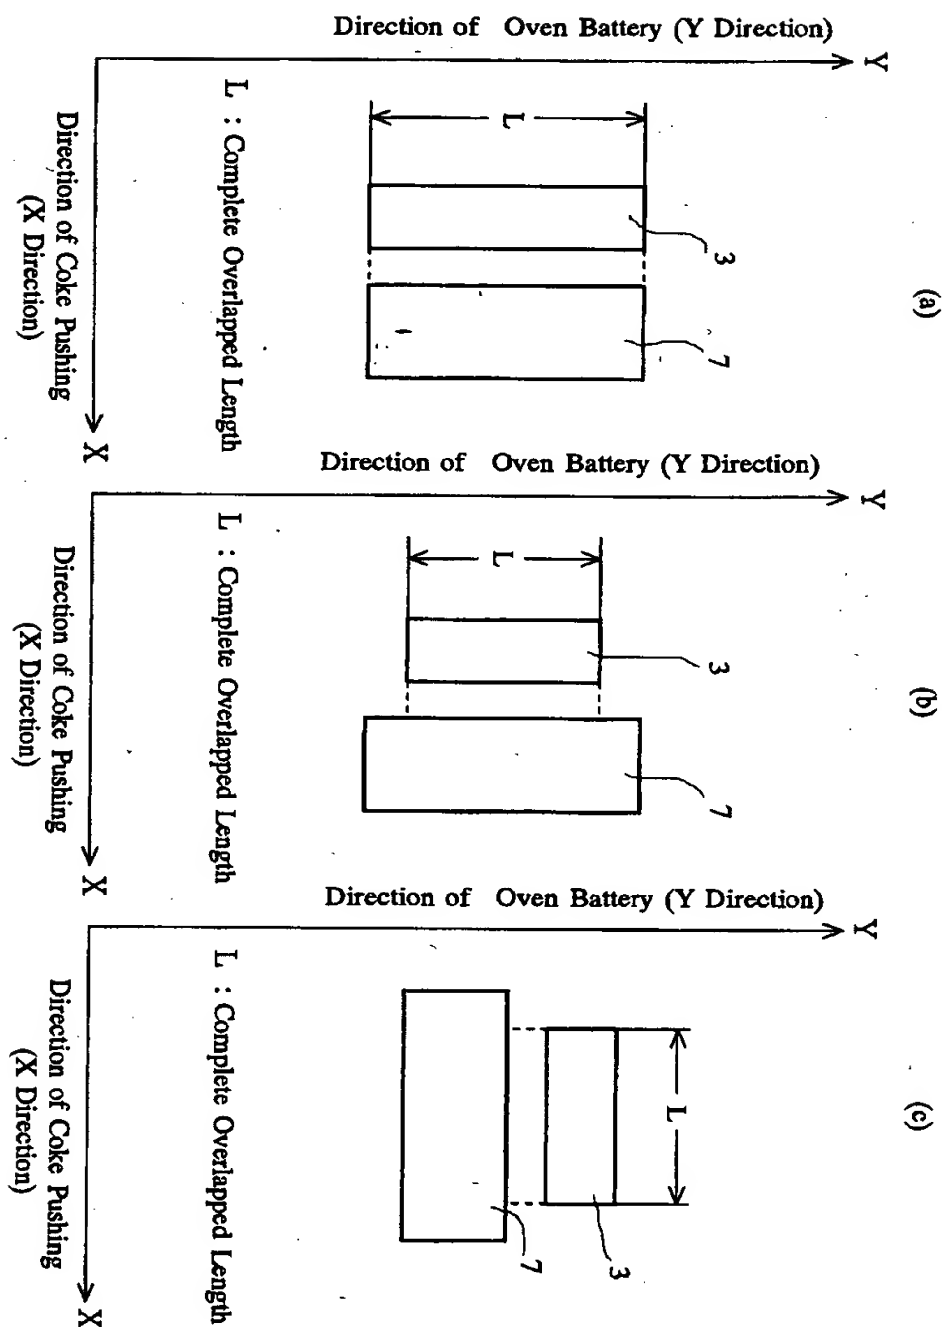 (a)
Y
Direction of Oven Battery (Y Direction)
L
3
7
L : Complete Overlapped Length
X
Direction of Coke Pushing
(X Direction)
(b)
Y
Direction of Oven Battery (Y Direction)
L
3
7
L : Complete Overlapped Length
X
Direction of Coke Pushing
(X Direction)
(c)
Y
Direction of Oven Battery (Y Direction)
L
3
7
L : Complete Overlapped Length
X
Direction of Coke Pushing
(X Direction)